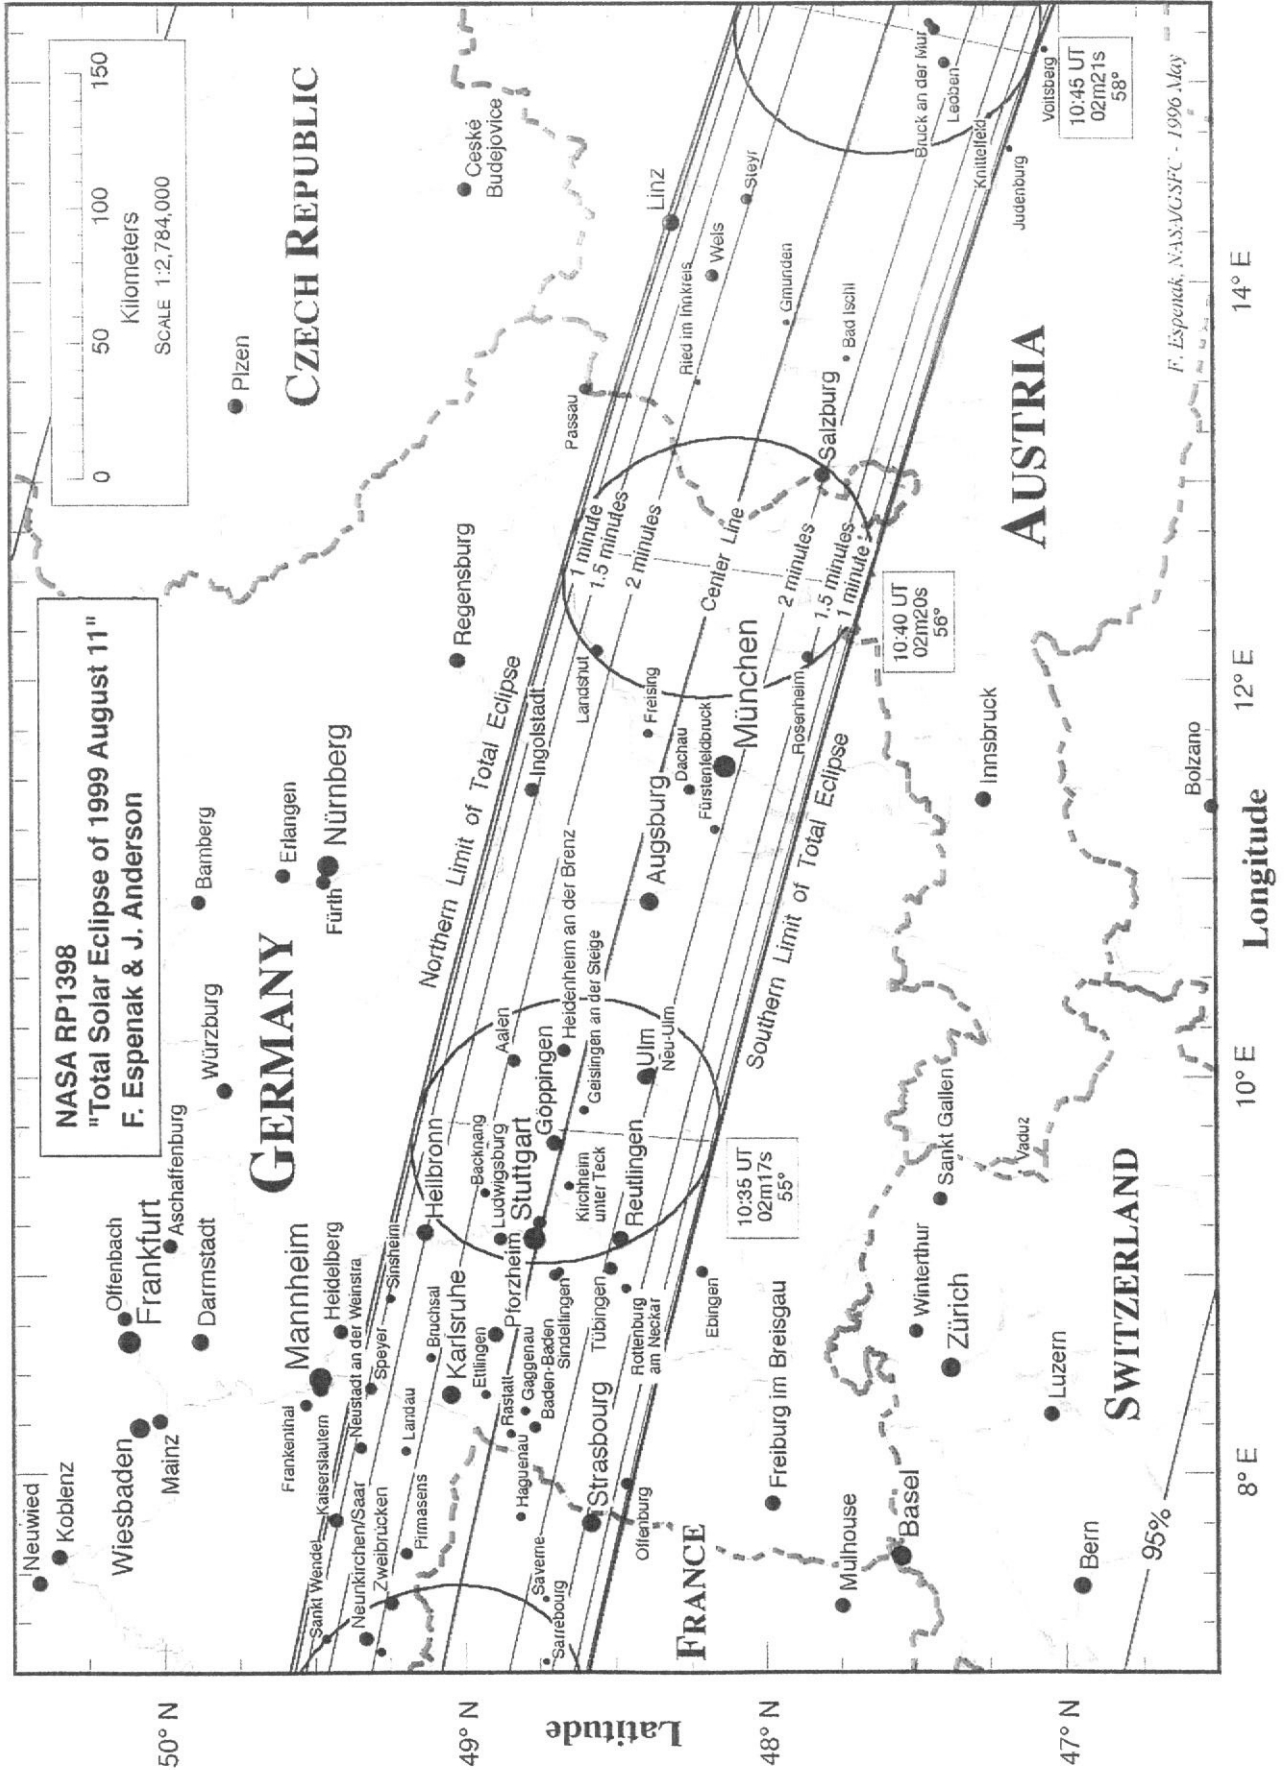 NASA RP1398
"Total Solar Eclipse of 1999 August 11"
F. Espenak & J. Anderson
0 50 100 150
Kilometers
SCALE 1:2,784,000
GERMANY
CZECH REPUBLIC
FRANCE
SWITZERLAND
AUSTRIA
Neuwied
Koblenz
Wiesbaden
Mainz
Offenbach
Frankfurt
Aschaffenburg
Darmstadt
Würzburg
Bamberg
Erlangen
Fürth
Nürnberg
Regensburg
Plzen
Ceské
Budejovice
Frankenthal
Mannheim
Heidelberg
Kaiserslautern
Neustadt an der Weinstra
Speyer
Sinsheim
Sankt Wendel
Neunkirchen/Saar
Zweibrücken
Pirmasens
Landau
Bruchsal
Karlsruhe
Ettlingen
Pforzheim
Heilbronn
Backnang
Ludwigsburg
Stuttgart
Göppingen
Aalen
Heidenheim an der Brenz
Geislingen an der Steige
Kirchheim
unter Teck
Ulm
Neu-Ulm
Reutlingen
Tübingen
Sindelfingen
Rottenburg
am Neckar
Rastatt
Gaggenau
Baden-Baden
Haguenau
Saverne
Sarrebourg
Strasbourg
Offenburg
Ebingen
Freiburg im Breisgau
Mulhouse
Basel
Bern
Luzern
Zürich
Winterthur
Sankt Gallen
Vaduz
Innsbruck
Bolzano
Ingolstadt
Landshut
Freising
Augsburg
Dachau
Fürstenfeldbruck
München
Rosenheim
Passau
Salzburg
Bad Ischl
Gmunden
Ried im Innkreis
Wels
Linz
Steyr
Bruck an der Mur
Leoben
Knittelfeld
Judenburg
Voitsberg
Northern Limit of Total Eclipse
1 minute
1.5 minutes
2 minutes
Center Line
2 minutes
1.5 minutes
1 minute
Southern Limit of Total Eclipse
10:35 UT
02m17s
55°
10:40 UT
02m20s
56°
10:45 UT
02m21s
58°
95%
F. Espenak, NASA/GSFC - 1996 May
50° N
49° N
48° N
47° N
Latitude
8° E
10° E
12° E
14° E
Longitude